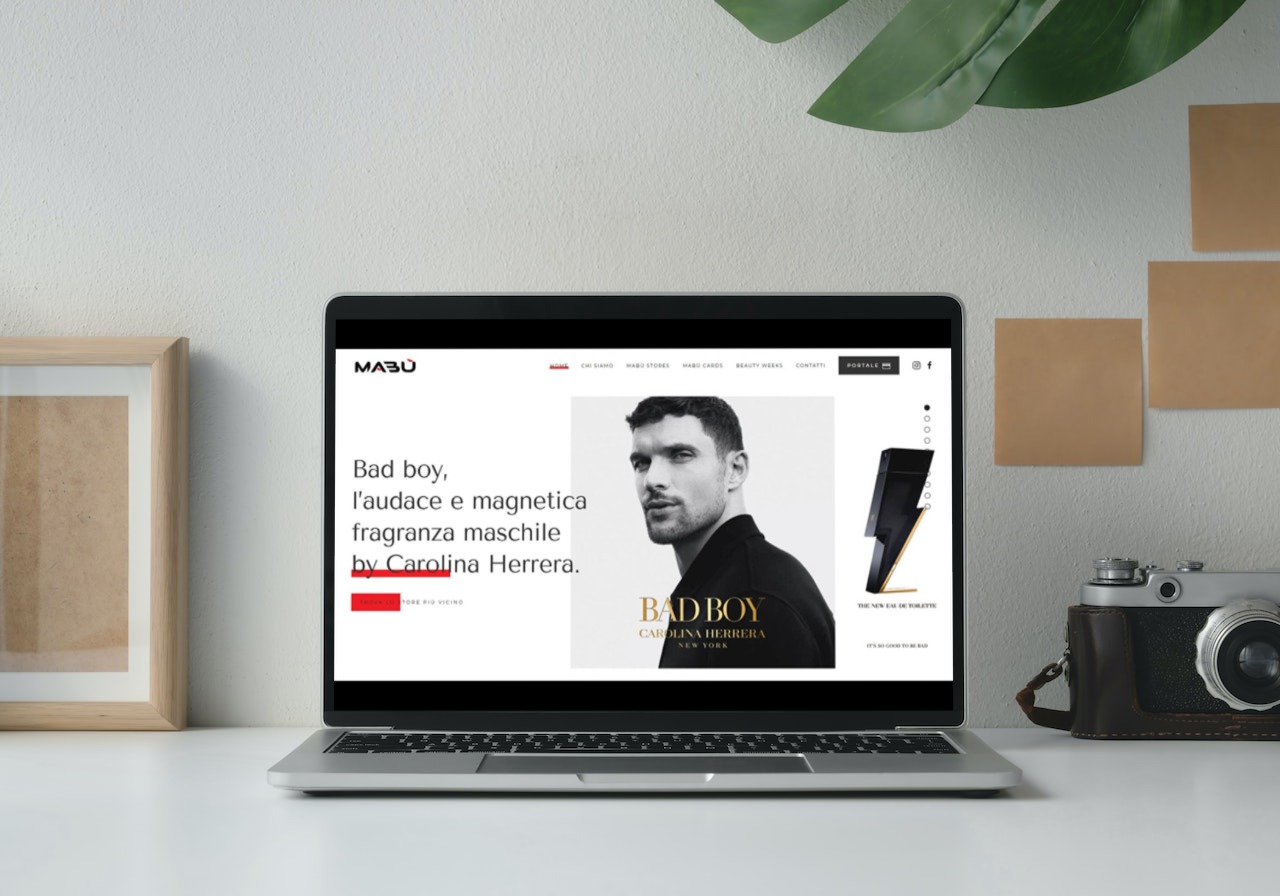 MABÙ
HOME
CHI SIAMO
MABÙ STORES
MABÙ CARDS
BEAUTY WEEKS
CONTATTI
PORTALE
Bad boy,
l'audace e magnetica
fragranza maschile
by Carolina Herrera.
TROVA LO STORE PIÙ VICINO
BAD BOY
CAROLINA HERRERA
NEW YORK
THE NEW EAU DE TOILETTE
IT'S SO GOOD TO BE BAD